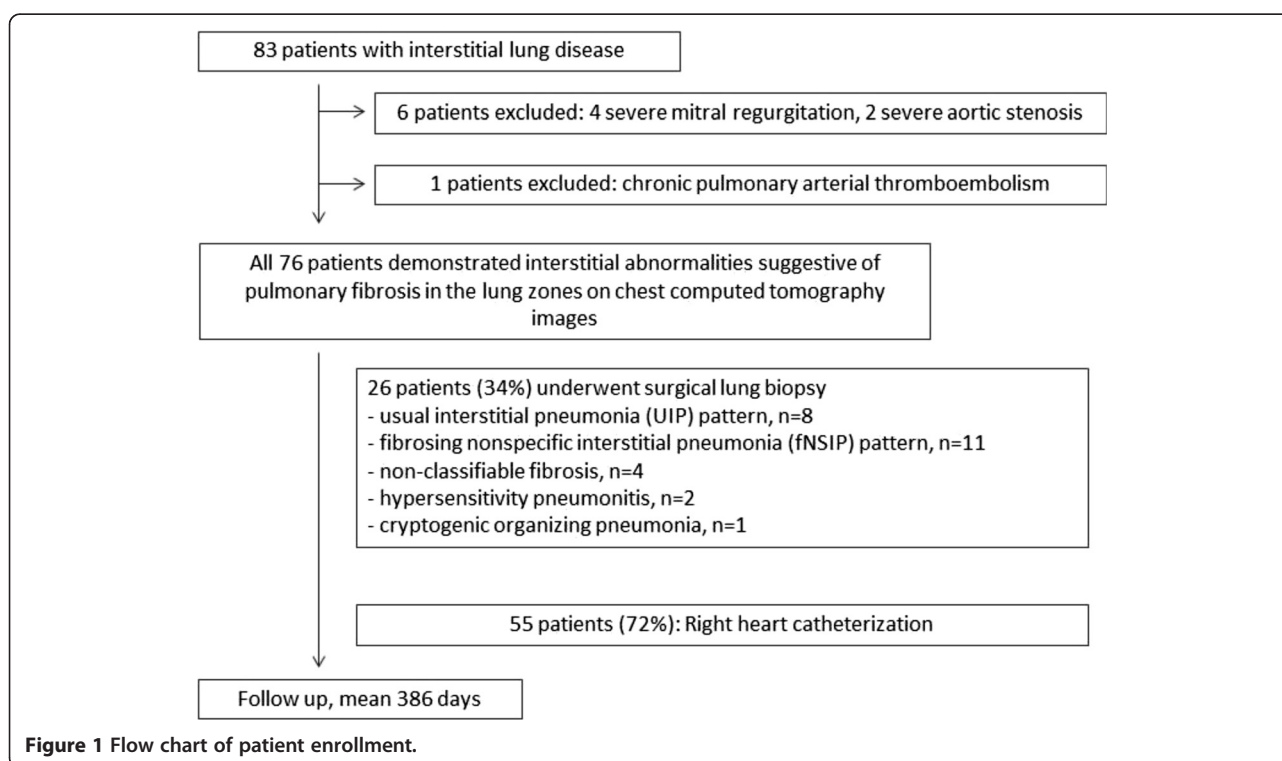 83 patients with interstitial lung disease
6 patients excluded: 4 severe mitral regurgitation, 2 severe aortic stenosis
1 patients excluded: chronic pulmonary arterial thromboembolism
All 76 patients demonstrated interstitial abnormalities suggestive of
pulmonary fibrosis in the lung zones on chest computed tomography
images
26 patients (34%) underwent surgical lung biopsy
- usual interstitial pneumonia (UIP) pattern, n=8
- fibrosing nonspecific interstitial pneumonia (fNSIP) pattern, n=11
- non-classifiable fibrosis, n=4
- hypersensitivity pneumonitis, n=2
- cryptogenic organizing pneumonia, n=1
55 patients (72%): Right heart catheterization
Follow up, mean 386 days
Figure 1 Flow chart of patient enrollment.